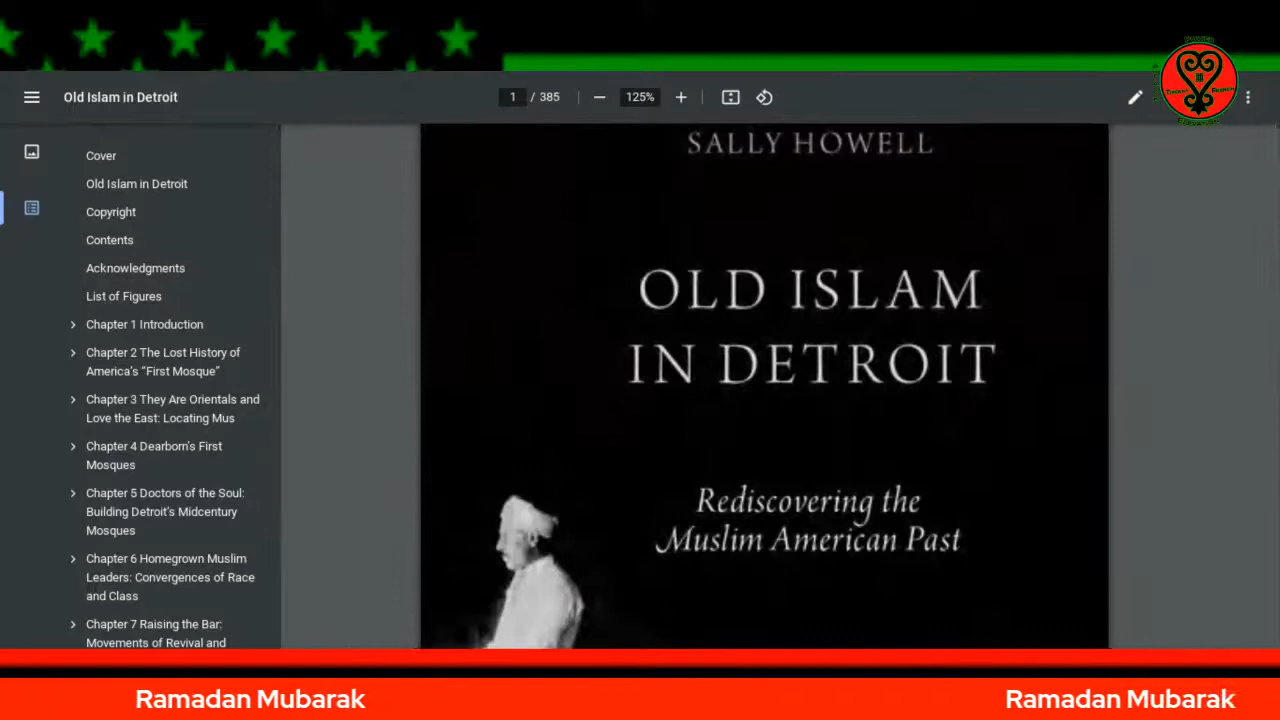 Old Islam in Detroit
1 / 385
125%
Cover
Old Islam in Detroit
Copyright
Contents
Acknowledgments
List of Figures
Chapter 1 Introduction
Chapter 2 The Lost History of
America's “First Mosque”
Chapter 3 They Are Orientals and
Love the East: Locating Mus
Chapter 4 Dearborn's First
Mosques
Chapter 5 Doctors of the Soul:
Building Detroit's Midcentury
Mosques
Chapter 6 Homegrown Muslim
Leaders: Convergences of Race
and Class
Chapter 7 Raising the Bar:
Movements of Revival and
SALLY HOWELL
OLD ISLAM
IN DETROIT
Rediscovering the
Muslim American Past
Ramadan Mubarak
Ramadan Mubarak